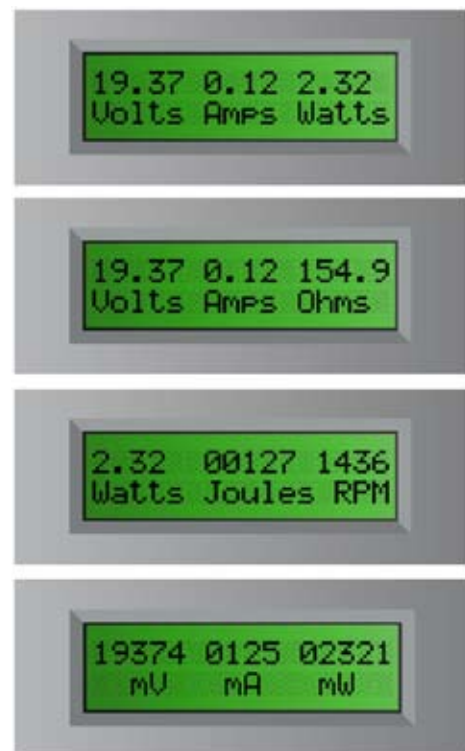 19.37 0.12 2.32
Volts Amps Watts
19.37 0.12 154.9
Volts Amps Ohms
2.32 00127 1436
Watts Joules RPM
19374 0125 02321
mV mA mW